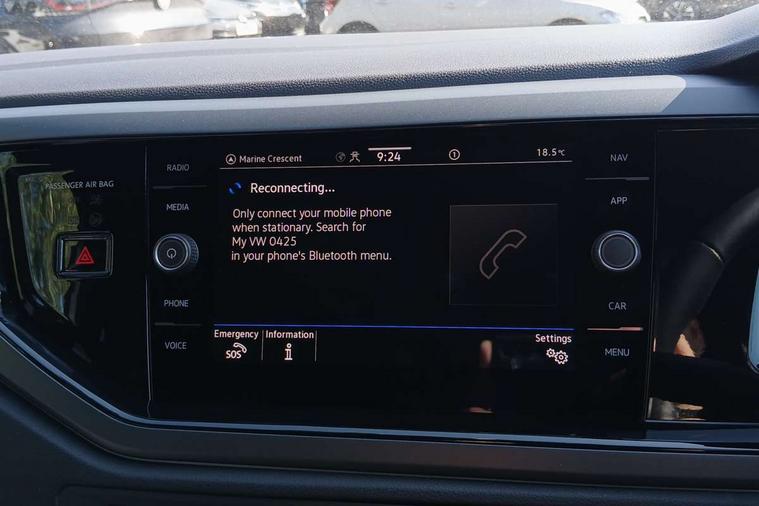 Marine Crescent
9:24
1
18.5°C
RADIO
MEDIA
PHONE
VOICE
PASSENGER AIR BAG
Reconnecting...
Only connect your mobile phone
when stationary. Search for
My VW 0425
in your phone's Bluetooth menu.
Emergency
SOS
Information
Settings
NAV
APP
CAR
MENU